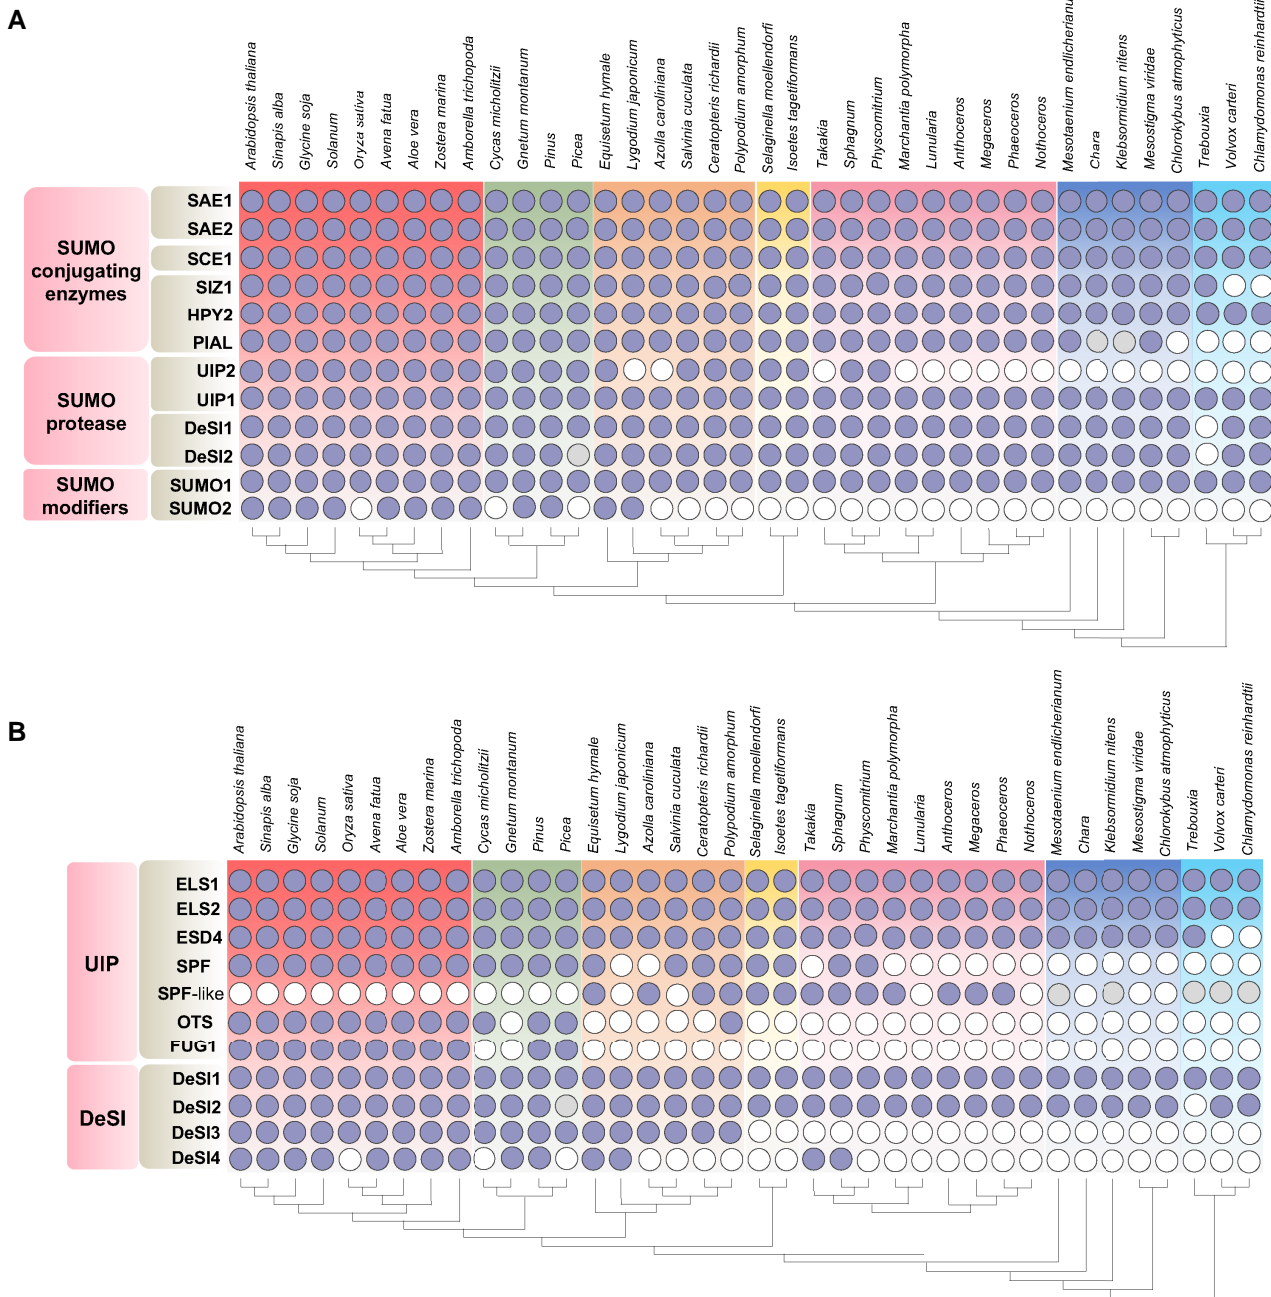 A
Arabidopsis thaliana
Sinapis alba
Glycine soja
Solanum
Oryza sativa
Avena fatua
Aloe vera
Zostera marina
Amborella trichopoda
Cycas micholitzii
Gnetum montanum
Pinus
Picea
Equisetum hymale
Lygodium japonicum
Azolla caroliniana
Salvinia cuculata
Ceratopteris richardii
Polypodium amorphum
Selaginella moellendorfi
Isoetes tagetiformans
Takakia
Sphagnum
Physcomitrium
Marchantia polymorpha
Lunularia
Anthoceros
Megaceros
Phaeoceros
Nothoceros
Mesotaenium endlicherianu
Chara
Klebsormidium nitens
Mesostigma viridae
Chlorokybus atmophyticus
Trebouxia
Volvox carteri
Chlamydomonas reinhardtii
SUMO
conjugating
enzymes
SAE1
SAE2
SCE1
SIZ1
HPY2
PIAL
SUMO
protease
UIP2
UIP1
DeSI1
DeSI2
SUMO
modifiers
SUMO1
SUMO2
B
Arabidopsis thaliana
Sinapis alba
Glycine soja
Solanum
Oryza sativa
Avena fatua
Aloe vera
Zostera marina
Amborella trichopoda
Cycas micholitzii
Gnetum montanum
Pinus
Picea
Equisetum hymale
Lygodium japonicum
Azolla caroliniana
Salvinia cuculata
Ceratopteris richardii
Polypodium amorphum
Selaginella moellendorfi
Isoetes tagetiformans
Takakia
Sphagnum
Physcomitrium
Marchantia polymorpha
Lunularia
Anthoceros
Megaceros
Phaeoceros
Nothoceros
Mesotaenium endlicherianum
Chara
Klebsormidium nitens
Mesostigma viridae
Chlorokybus atmophyticus
Trebouxia
Volvox carteri
Chlamydomonas reinhardtii
UIP
ELS1
ELS2
ESD4
SPF
SPF-like
OTS
FUG1
DeSI
DeSI1
DeSI2
DeSI3
DeSI4